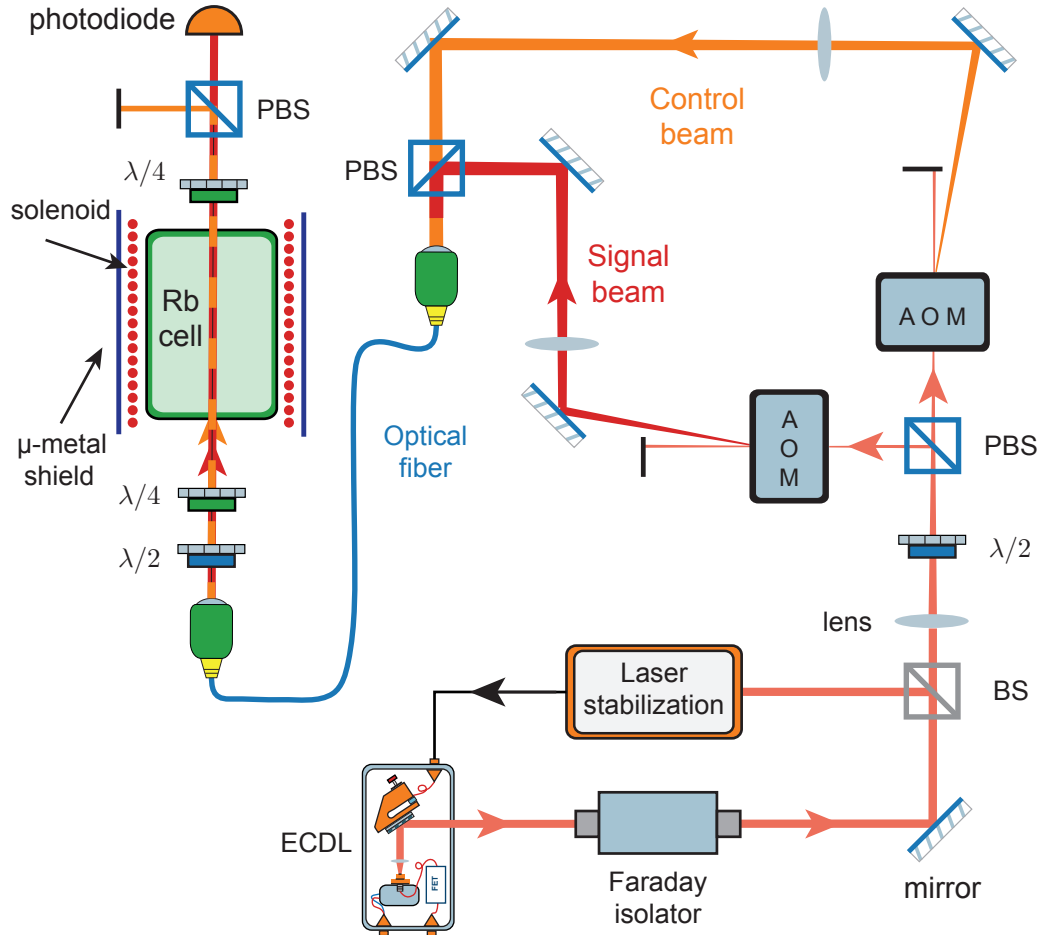 photodiode
PBS
λ/4
solenoid
Rb
cell
μ-metal
shield
λ/4
λ/2
Control
beam
PBS
Signal
beam
Optical
fiber
A O M
A
O
M
PBS
λ/2
lens
BS
Laser
stabilization
ECDL
FET
Faraday
isolator
mirror